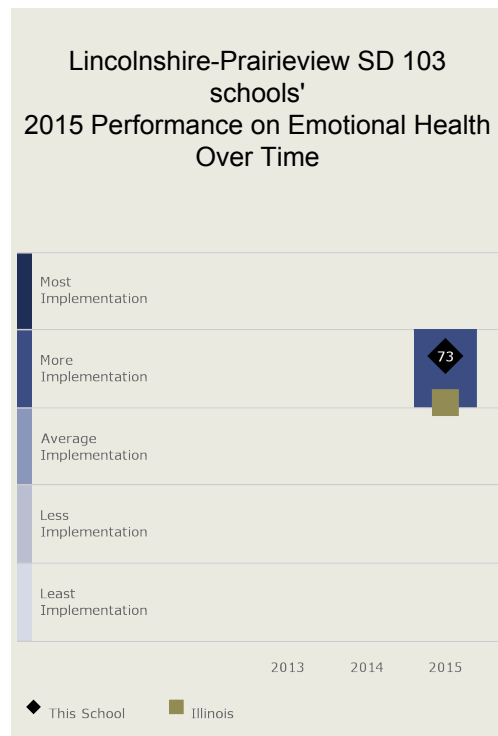 Lincolnshire-Prairieview SD 103
schools'
2015 Performance on Emotional Health
Over Time
Most
Implementation
More
Implementation
73
Average
Implementation
Less
Implementation
Least
Implementation
2013 2014 2015
This School Illinois